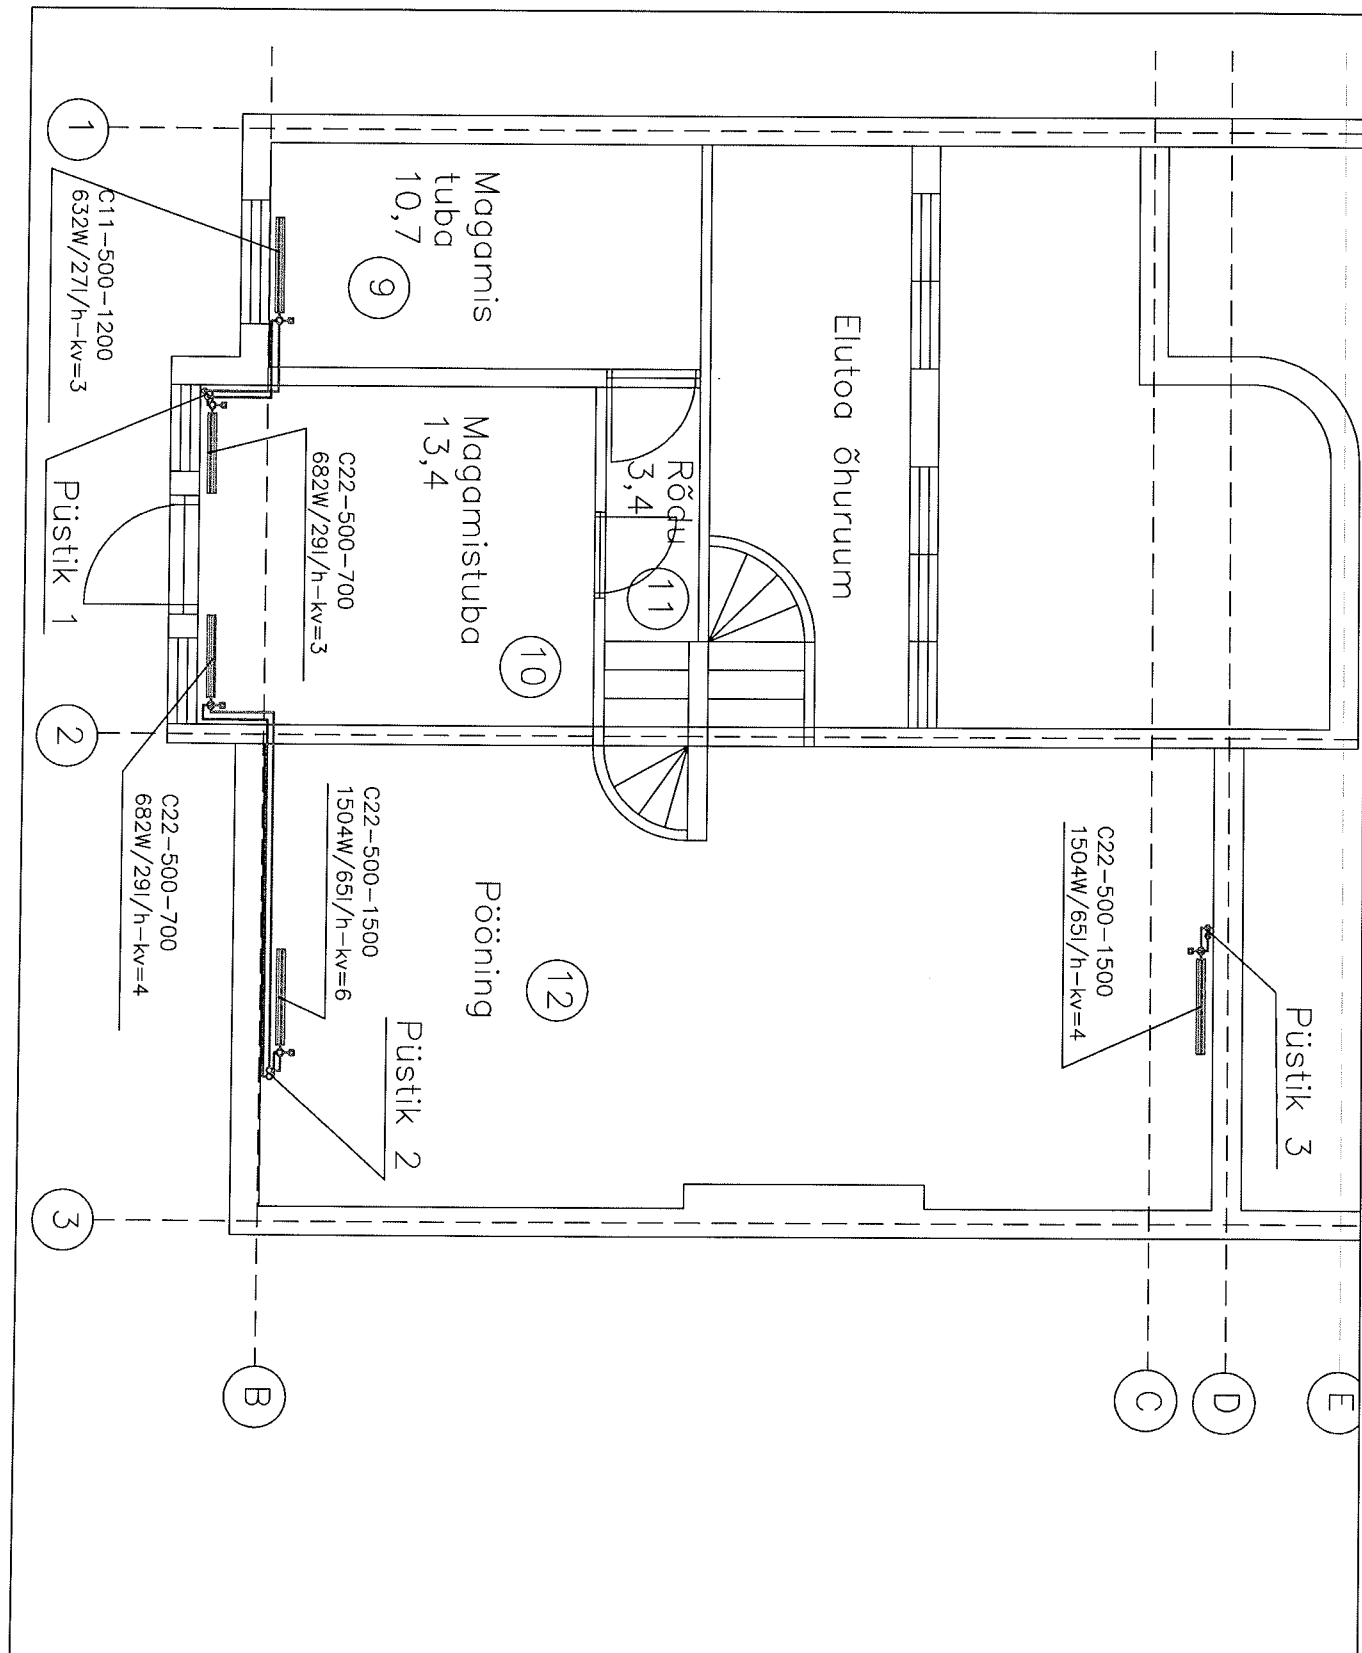 E
D
C
B
Püstik 3
C22-500-1500
1504W/65l/h-kv=4
Elutoa õhuruum
Rõdu
3,4
11
12
10
9
Magamis
tuba
10,7
Magamistuba
13,4
Pööning
Püstik 2
C22-500-1500
1504W/65l/h-kv=6
C22-500-700
682W/29l/h-kv=3
C22-500-700
682W/29l/h-kv=4
C11-500-1200
632W/27l/h-kv=3
Püstik 1
1
2
3